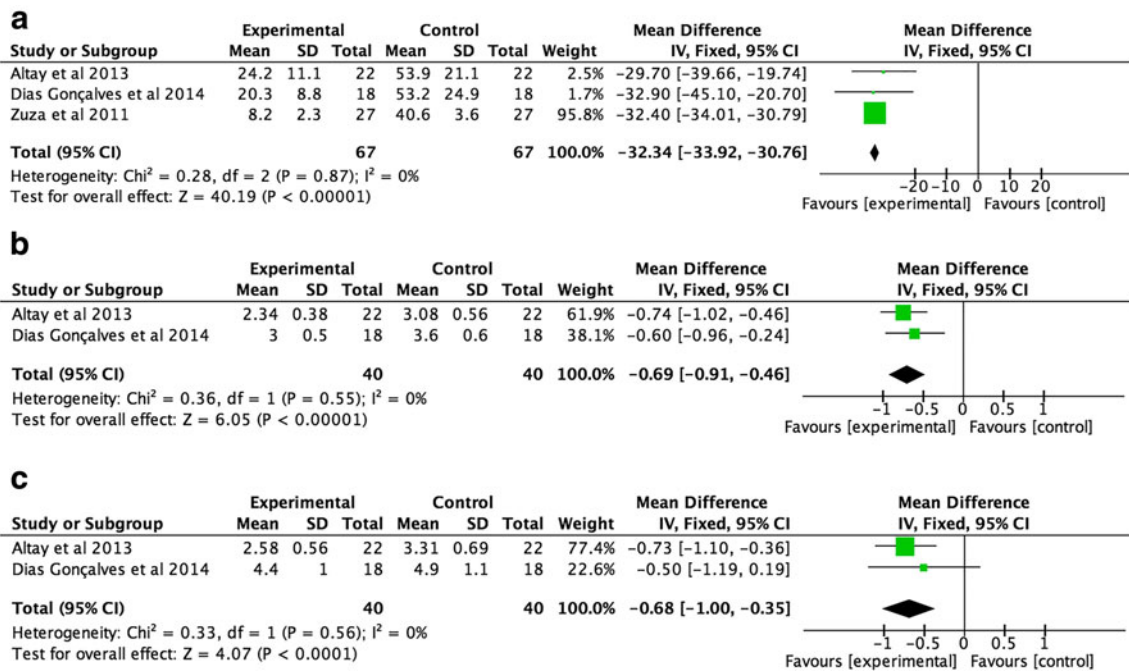 a
Experimental Control Mean Difference Mean Difference
Study or Subgroup Mean SD Total Mean SD Total Weight IV, Fixed, 95% CI IV, Fixed, 95% CI
Altay et al 2013 24.2 11.1 22 53.9 21.1 22 2.5% −29.70 [−39.66, −19.74]
Dias Gonçalves et al 2014 20.3 8.8 18 53.2 24.9 18 1.7% −32.90 [−45.10, −20.70]
Zuza et al 2011 8.2 2.3 27 40.6 3.6 27 95.8% −32.40 [−34.01, −30.79]
Total (95% CI) 67 67 100.0% −32.34 [−33.92, −30.76]
Heterogeneity: Chi² = 0.28, df = 2 (P = 0.87); I² = 0%
Test for overall effect: Z = 40.19 (P < 0.00001)
−20 −10 0 10 20
Favours [experimental] Favours [control]
b
Experimental Control Mean Difference Mean Difference
Study or Subgroup Mean SD Total Mean SD Total Weight IV, Fixed, 95% CI IV, Fixed, 95% CI
Altay et al 2013 2.34 0.38 22 3.08 0.56 22 61.9% −0.74 [−1.02, −0.46]
Dias Gonçalves et al 2014 3 0.5 18 3.6 0.6 18 38.1% −0.60 [−0.96, −0.24]
Total (95% CI) 40 40 100.0% −0.69 [−0.91, −0.46]
Heterogeneity: Chi² = 0.36, df = 1 (P = 0.55); I² = 0%
Test for overall effect: Z = 6.05 (P < 0.00001)
−1 −0.5 0 0.5 1
Favours [experimental] Favours [control]
c
Experimental Control Mean Difference Mean Difference
Study or Subgroup Mean SD Total Mean SD Total Weight IV, Fixed, 95% CI IV, Fixed, 95% CI
Altay et al 2013 2.58 0.56 22 3.31 0.69 22 77.4% −0.73 [−1.10, −0.36]
Dias Gonçalves et al 2014 4.4 1 18 4.9 1.1 18 22.6% −0.50 [−1.19, 0.19]
Total (95% CI) 40 40 100.0% −0.68 [−1.00, −0.35]
Heterogeneity: Chi² = 0.33, df = 1 (P = 0.56); I² = 0%
Test for overall effect: Z = 4.07 (P < 0.0001)
−1 −0.5 0 0.5 1
Favours [experimental] Favours [control]